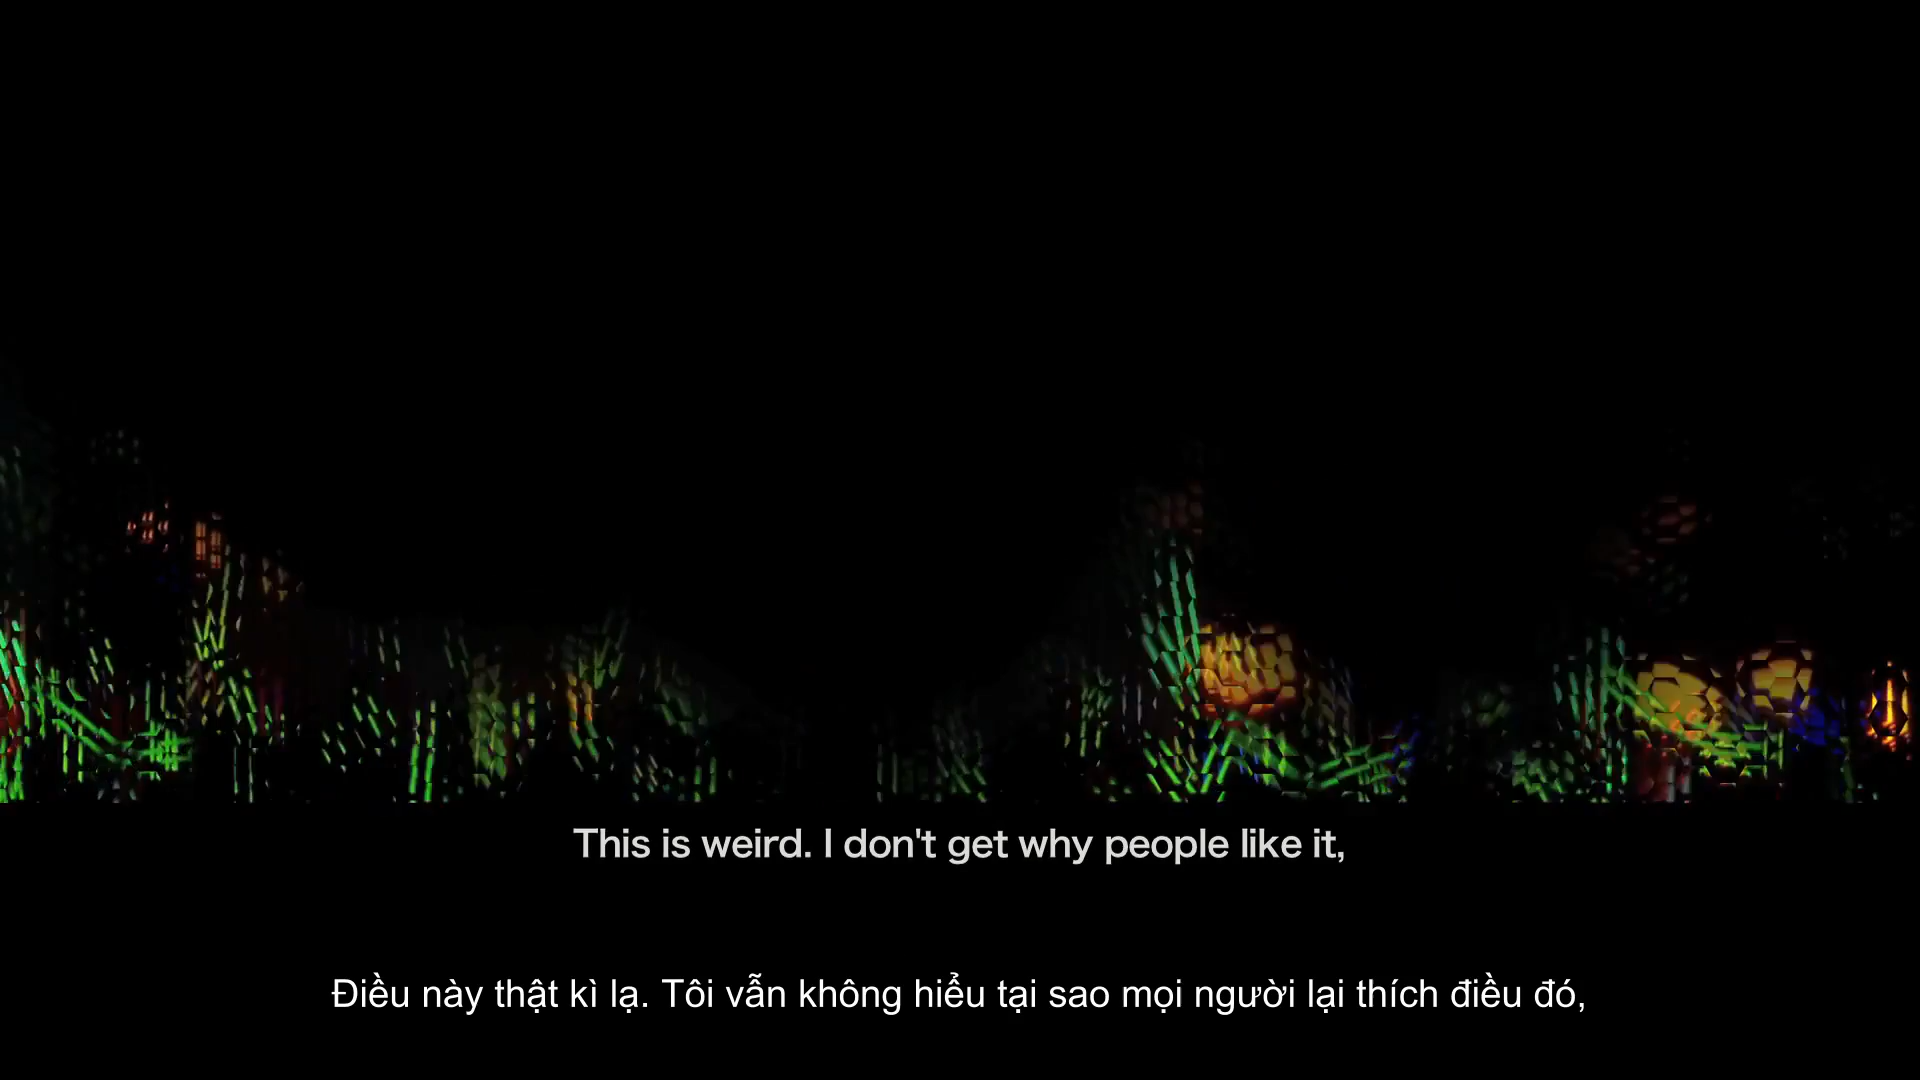 This is weird. I don't get why people like it,
Điều này thật kì lạ. Tôi vẫn không hiểu tại sao mọi người lại thích điều đó,